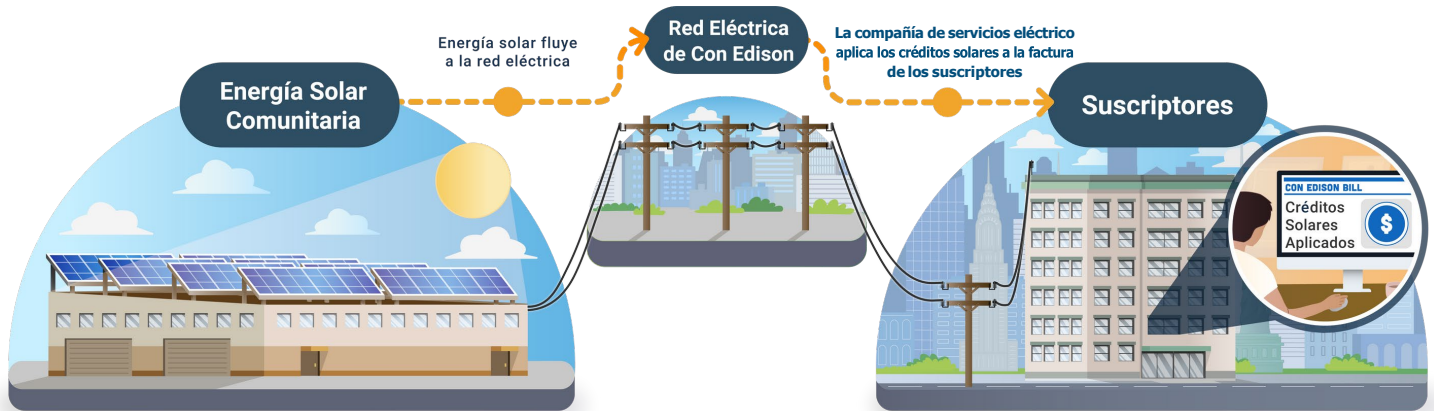 Energía Solar
Comunitaria
Energía solar fluye
a la red eléctrica
Red Eléctrica
de Con Edison
La compañía de servicios eléctrico
aplica los créditos solares a la factura
de los suscriptores
Suscriptores
CON EDISON BILL
Créditos
Solares
Aplicados
$